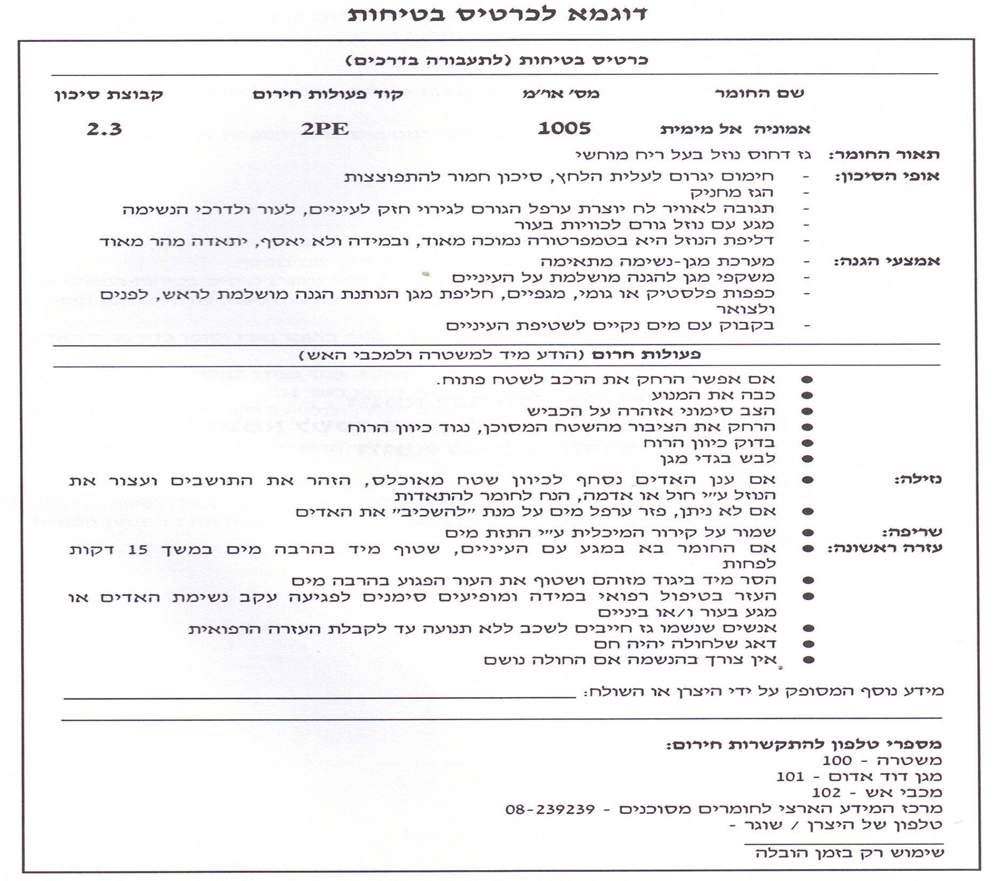 דוגמא לכרטיס בטיחות
כרטיס בטיחות (לתעבורה בדרכים)
שם החומר מס׳ או״מ קוד פעולות חירום קבוצת סיכון
אמוניה אל מימית 1005 2PE 2.3
תאור החומר: גז דחוס נוזל בעל ריח מוחשי
אופי הסיכון: - חימום יגרום לעלית הלחץ, סיכון חמור להתפוצצות
- הגז מחניק
- תגובה לאוויר לח יוצרת ערפל הגורם לגירוי חזק לעיניים, לעור ולדרכי הנשימה
- מגע עם נוזל גורם לכוויות בעור
- דליפת הנוזל היא בטמפרטורה נמוכה מאוד, ובמידה ולא יאסף, יתאדה מהר מאוד
אמצעי הגנה: - מערכת מגן-נשימה מתאימה
- משקפי מגן להגנה מושלמת על העיניים
- כפפות פלסטיק או גומי, מגפיים, חליפת מגן הנותנת הגנה מושלמת לראש, לפנים
ולצואר
- בקבוק עם מים נקיים לשטיפת העיניים
פעולות חרום (הודע מיד למשטרה ולמכבי האש)
● אם אפשר הרחק את הרכב לשטח פתוח.
● כבה את המנוע
● הצב סימוני אזהרה על הכביש
● הרחק את הציבור מהשטח המסוכן, נגוד כיוון הרוח
● בדוק כיוון הרוח
● לבש בגדי מגן
נזילה: ● אם ענן האדים נסחף לכיוון שטח מאוכלס, הזהר את התושבים ועצור את
הנוזל ע״י חול או אדמה, הנח לחומר להתאדות
● אם לא ניתן, פזר ערפל מים על מנת ״להשכיב״ את האדים
שריפה: ● שמור על קירור המיכלית ע״י התזת מים
עזרה ראשונה: ● אם החומר בא במגע עם העיניים, שטוף מיד בהרבה מים במשך 15 דקות
לפחות
● הסר מיד ביגוד מזוהם ושטוף את העור הפגוע בהרבה מים
● העזר בטיפול רפואי במידה ומופיעים סימנים לפגיעה עקב נשימת האדים או
מגע בעור ו/או ביניים
● אנשים שנשמו גז חייבים לשכב ללא תנועה עד לקבלת העזרה הרפואית
● דאג שלחולה יהיה חם
● אין צורך בהנשמה אם החולה נושם
מידע נוסף המסופק על ידי היצרן או השולח:
מספרי טלפון להתקשרות חירום:
משטרה - 100
מגן דוד אדום - 101
מכבי אש - 102
מרכז המידע הארצי לחומרים מסוכנים - 08-239239
טלפון של היצרן / שוגר -
שימוש רק בזמן הובלה